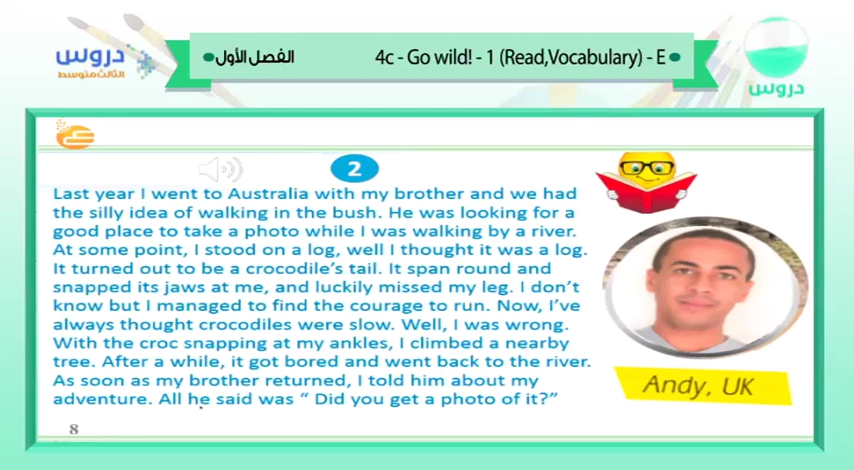 دروس
الثالث متوسط
الفصل الأول
4c - Go wild! - 1 (Read,Vocabulary) - E
دروس
2
Last year I went to Australia with my brother and we had
the silly idea of walking in the bush. He was looking for a
good place to take a photo while I was walking by a river.
At some point, I stood on a log, well I thought it was a log.
It turned out to be a crocodile's tail. It span round and
snapped its jaws at me, and luckily missed my leg. I don't
know but I managed to find the courage to run. Now, I've
always thought crocodiles were slow. Well, I was wrong.
With the croc snapping at my ankles, I climbed a nearby
tree. After a while, it got bored and went back to the river.
As soon as my brother returned, I told him about my
adventure. All he said was “ Did you get a photo of it?”
Andy, UK
8